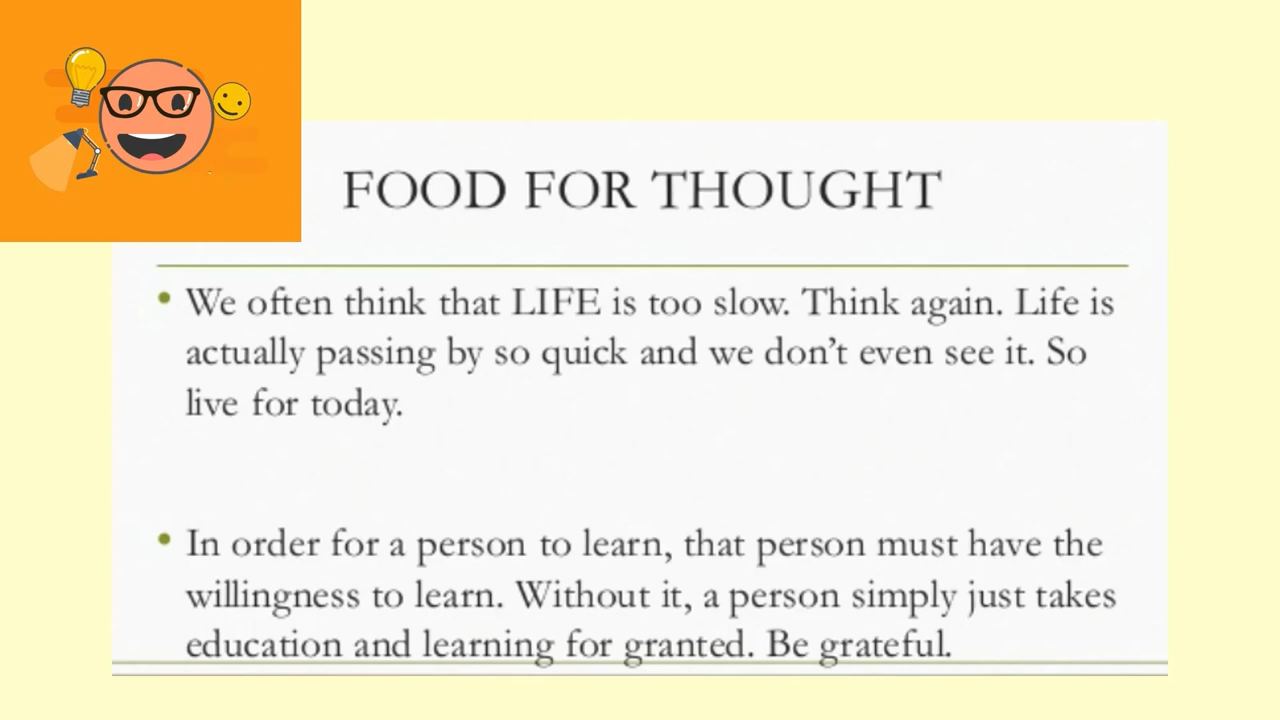 FOOD FOR THOUGHT
• We often think that LIFE is too slow. Think again. Life is
actually passing by so quick and we don’t even see it. So
live for today.
• In order for a person to learn, that person must have the
willingness to learn. Without it, a person simply just takes
education and learning for granted. Be grateful.